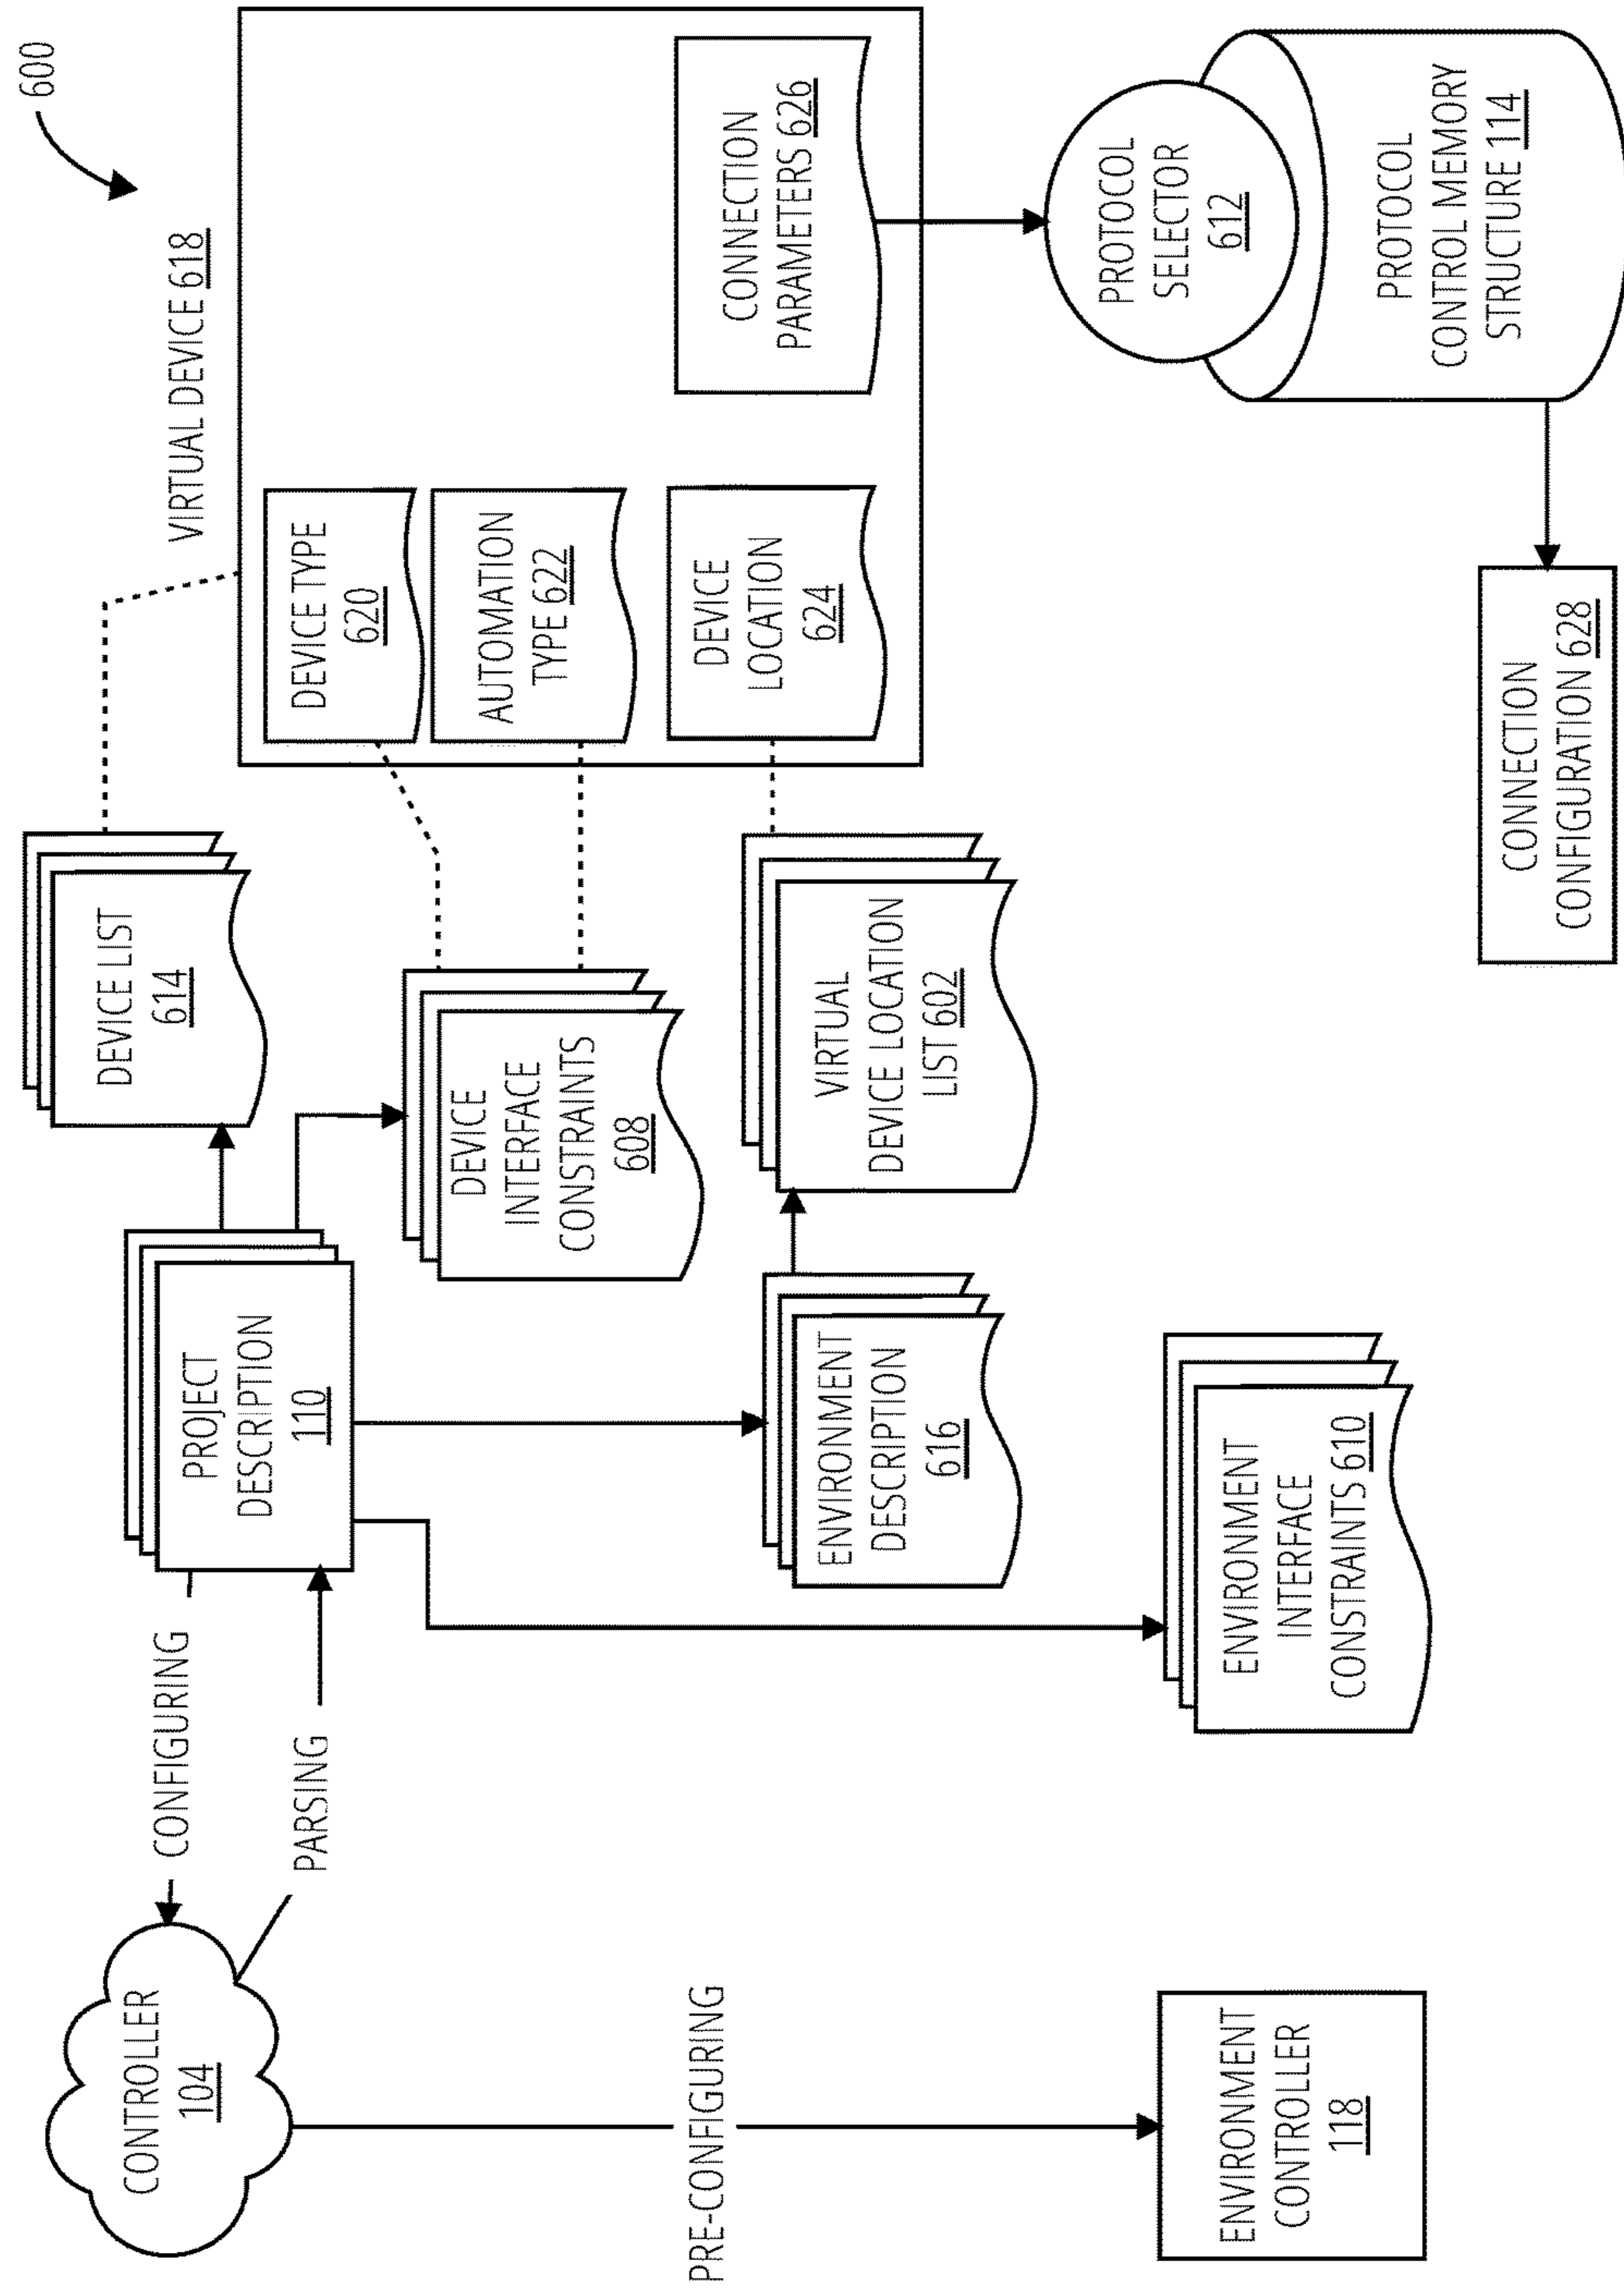 600
VIRTUAL DEVICE 618
DEVICE TYPE
620
AUTOMATION
TYPE 622
DEVICE
LOCATION
624
CONNECTION
PARAMETERS 626
PROTOCOL
SELECTOR
612
PROTOCOL
CONTROL MEMORY
STRUCTURE 114
CONNECTION
CONFIGURATION 628
DEVICE LIST
614
DEVICE
INTERFACE
CONSTRAINTS
608
VIRTUAL
DEVICE LOCATION
LIST 602
PROJECT
DESCRIPTION
110
ENVIRONMENT
DESCRIPTION
616
ENVIRONMENT
INTERFACE
CONSTRAINTS 610
CONFIGURING
PARSING
CONTROLLER
104
PRE-CONFIGURING
ENVIRONMENT
CONTROLLER
118